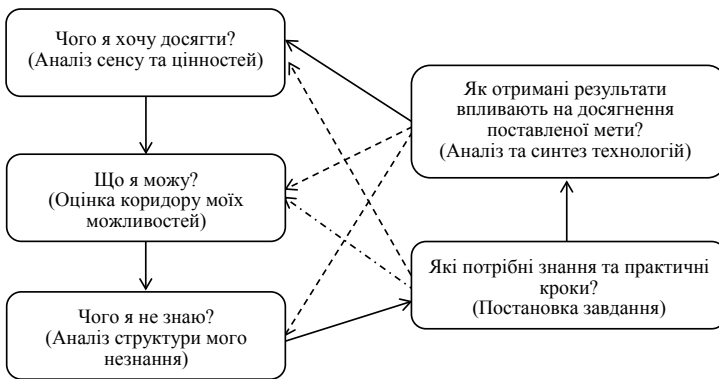 Чого я хочу досягти?
(Аналіз сенсу та цінностей)
Що я можу?
(Оцінка коридору моїх
можливостей)
Чого я не знаю?
(Аналіз структури мого
незнання)
Як отримані результати
впливають на досягнення
поставленої мети?
(Аналіз та синтез технологій)
Які потрібні знання та практичні
кроки?
(Постановка завдання)